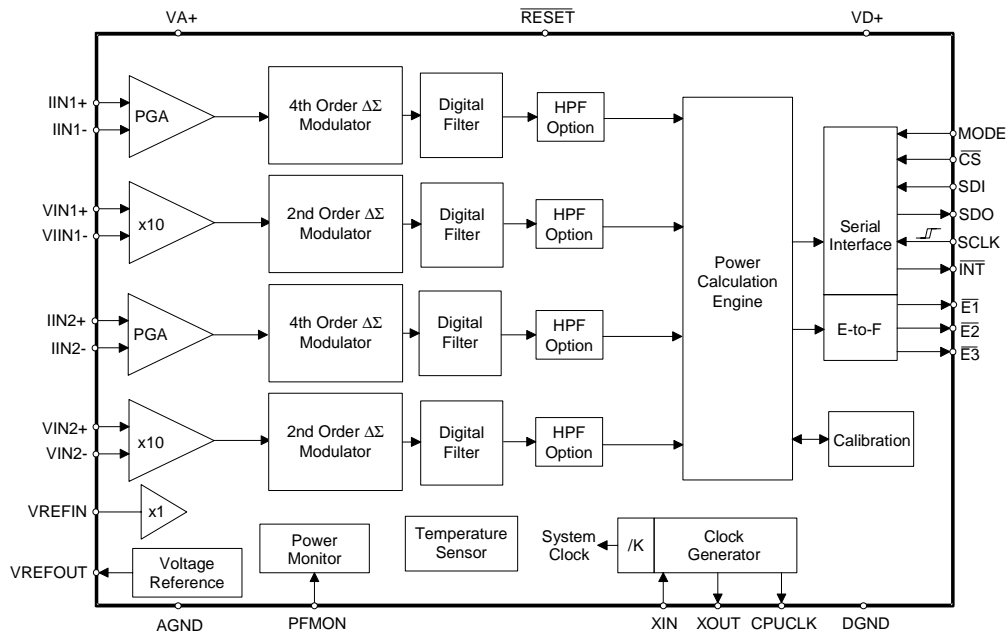 VA+
RESET
VD+
IIN1+
IIN1-
PGA
4th Order ΔΣ
Modulator
Digital
Filter
HPF
Option
VIN1+
VIIN1-
x10
2nd Order ΔΣ
Modulator
Digital
Filter
HPF
Option
IIN2+
IIN2-
PGA
4th Order ΔΣ
Modulator
Digital
Filter
HPF
Option
VIN2+
VIN2-
x10
2nd Order ΔΣ
Modulator
Digital
Filter
HPF
Option
Power
Calculation
Engine
Serial
Interface
E-to-F
Calibration
MODE
CS
SDI
SDO
SCLK
INT
E1
E2
E3
VREFIN
x1
VREFOUT
Voltage
Reference
Power
Monitor
Temperature
Sensor
System
Clock
/K
Clock
Generator
AGND
PFMON
XIN
XOUT
CPUCLK
DGND